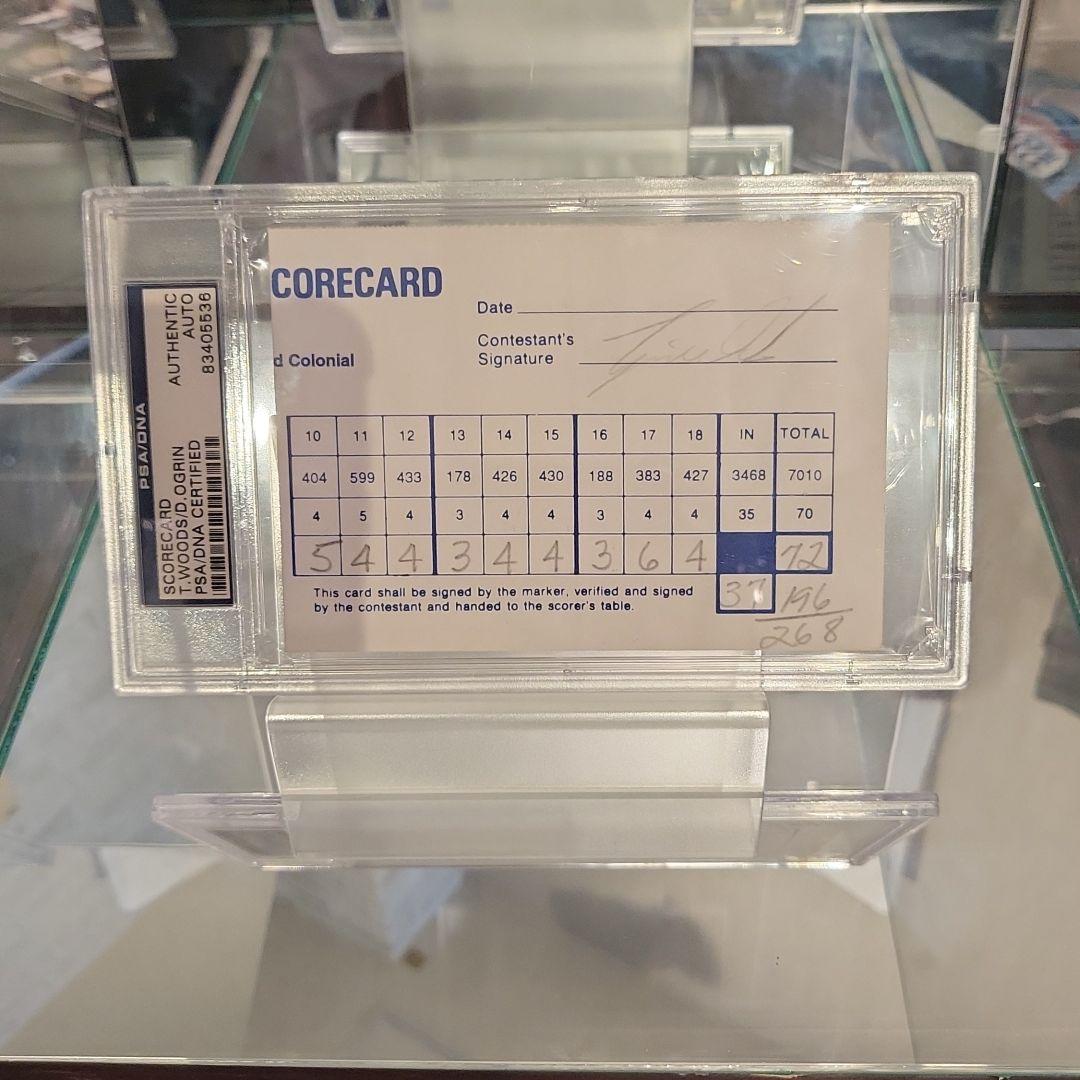 CORECARD
Date
Contestant's
Signature
d Colonial
10 11 12 13 14 15 16 17 18 IN TOTAL
404 599 433 178 426 430 188 383 427 3468 7010
4 5 4 3 4 4 3 4 4 35 70
5 4 4 3 4 4 3 6 4 72
This card shall be signed by the marker, verified and signed
by the contestant and handed to the scorer's table.
37 196
268
PSA/DNA
SCORECARD
T. WOODS/D. OGRIN
PSA/DNA CERTIFIED
AUTHENTIC
AUTO
83405536